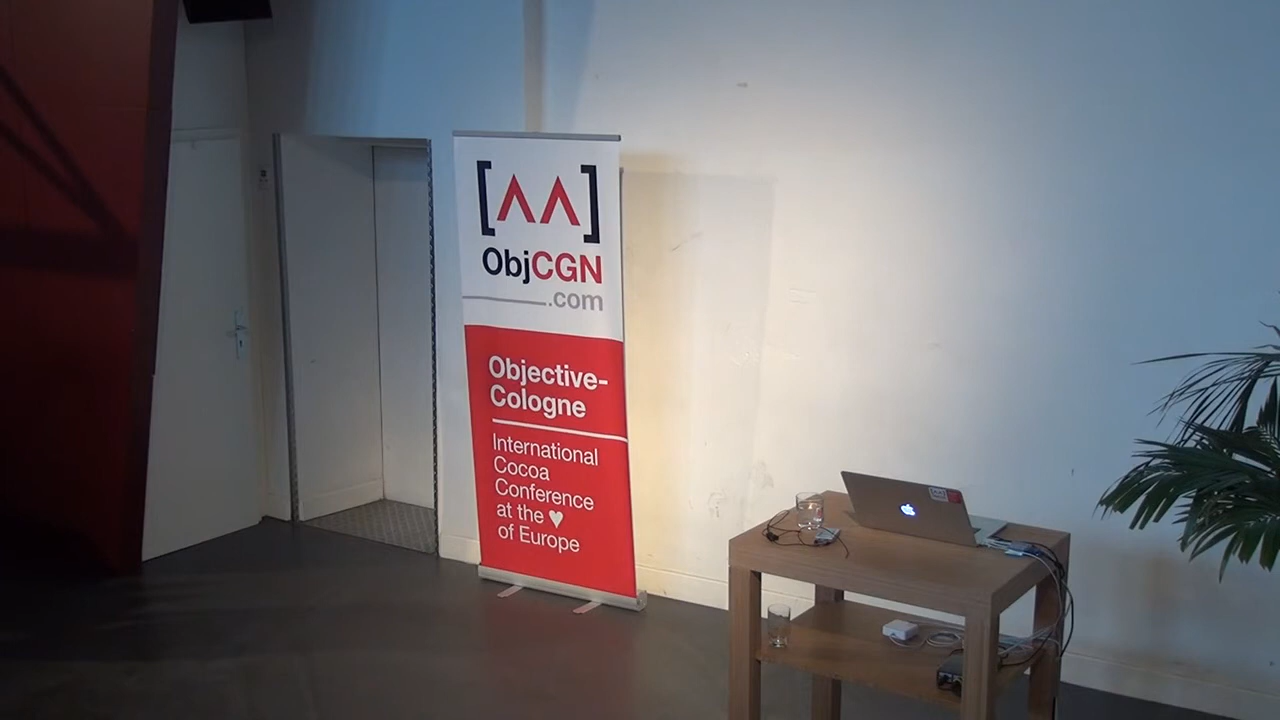 [^^]
ObjCGN
.com
Objective-
Cologne
International
Cocoa
Conference
at the ♥
of Europe